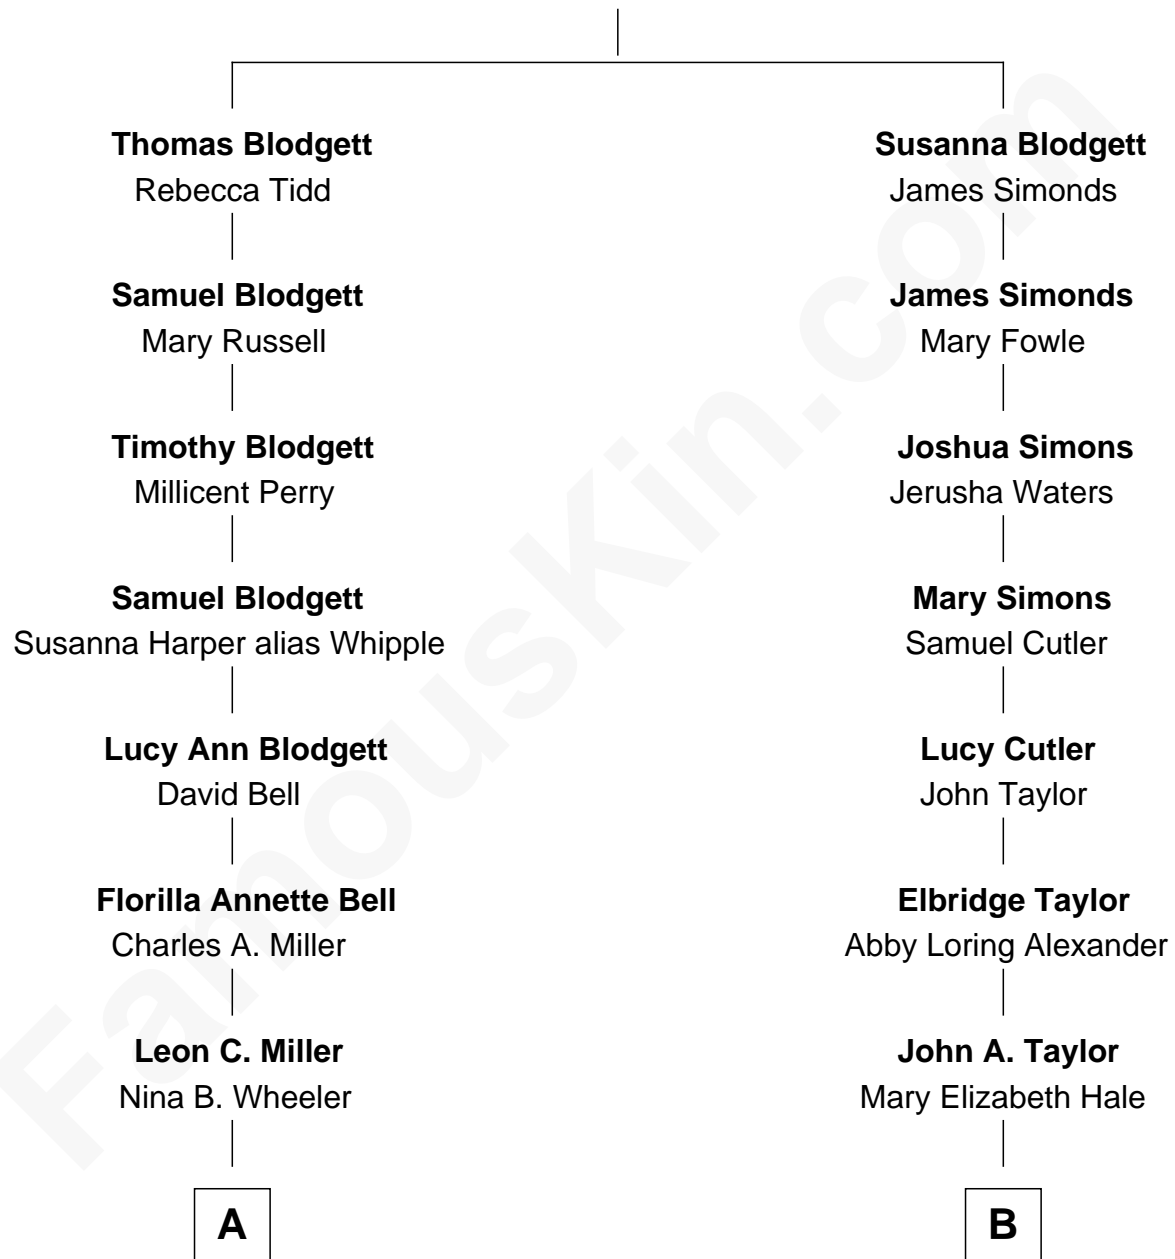 Thomas Blodgett
Rebecca Tidd
Samuel Blodgett
Mary Russell
Timothy Blodgett
Millicent Perry
Samuel Blodgett
Susanna Harper alias Whipple
Lucy Ann Blodgett
David Bell
Florilla Annette Bell
Charles A. Miller
Leon C. Miller
Nina B. Wheeler
A
Susanna Blodgett
James Simonds
James Simonds
Mary Fowle
Joshua Simons
Jerusha Waters
Mary Simons
Samuel Cutler
Lucy Cutler
John Taylor
Elbridge Taylor
Abby Loring Alexander
John A. Taylor
Mary Elizabeth Hale
B
FamousKin.com